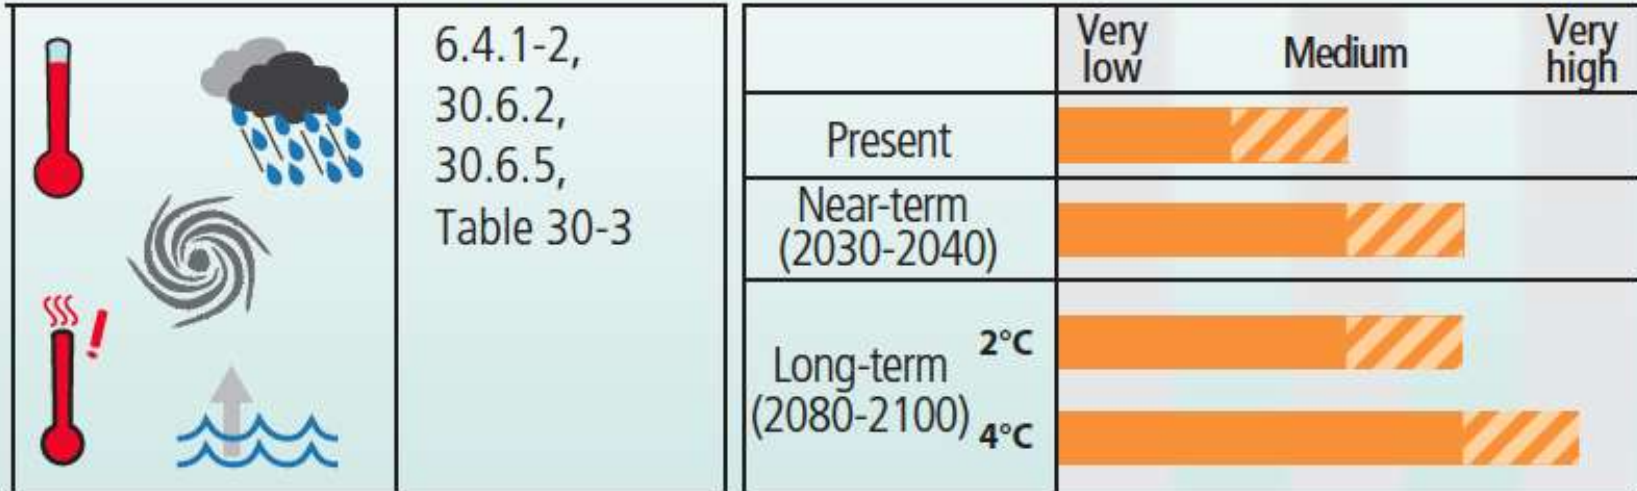 6.4.1-2,
30.6.2,
30.6.5,
Table 30-3
Very
low
Medium
Very
high
Present
Near-term
(2030-2040)
Long-term
(2080-2100)
2°C
4°C
!